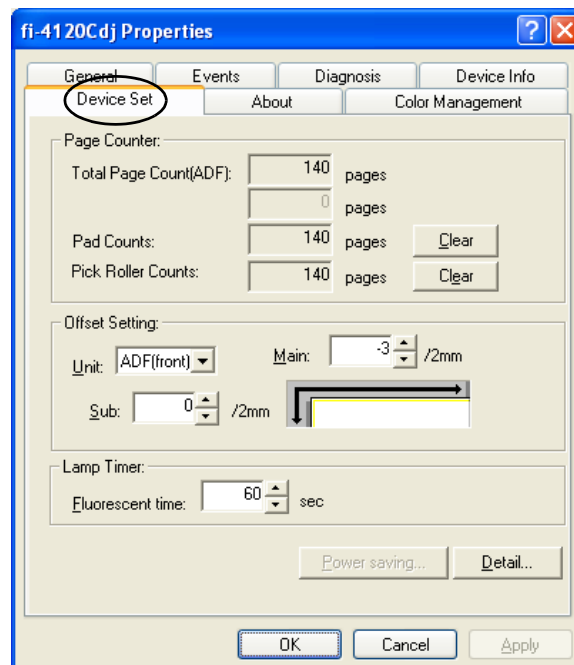 fi-4120Cdj Properties
General Events Diagnosis Device Info
Device Set About Color Management
Page Counter:
Total Page Count(ADF): 140 pages
0 pages
Pad Counts: 140 pages Clear
Pick Roller Counts: 140 pages Clear
Offset Setting:
Unit: ADF(front) Main: -3 /2mm
Sub: 0 /2mm
Lamp Timer:
Fluorescent time: 60 sec
Power saving... Detail...
OK Cancel Apply